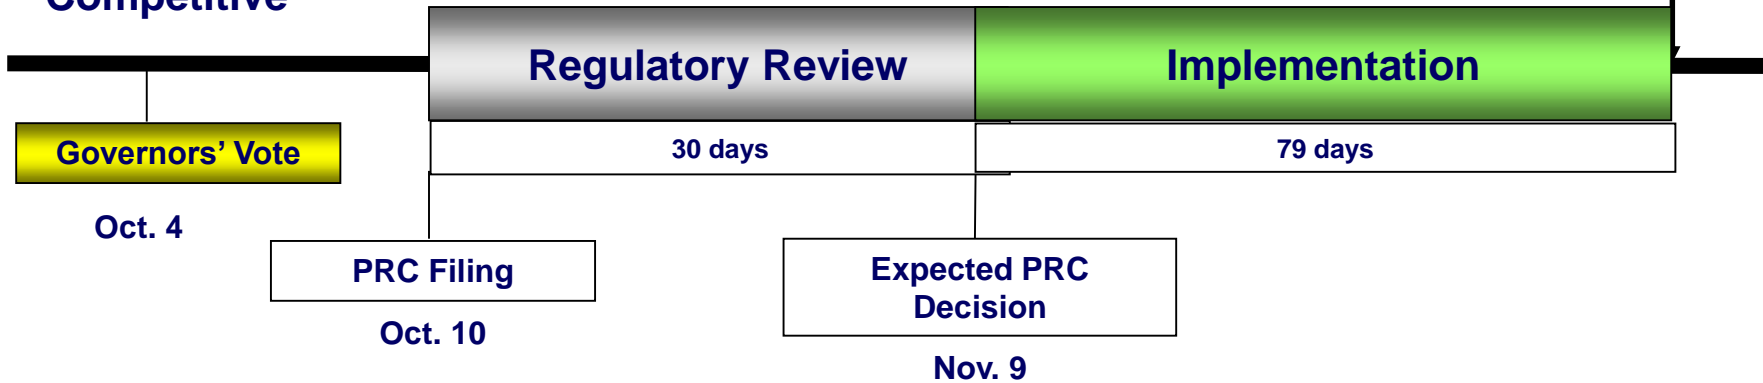 Competitive
Regulatory Review
Implementation
30 days
79 days
Governors’ Vote
Oct. 4
PRC Filing
Oct. 10
Expected PRC
Decision
Nov. 9